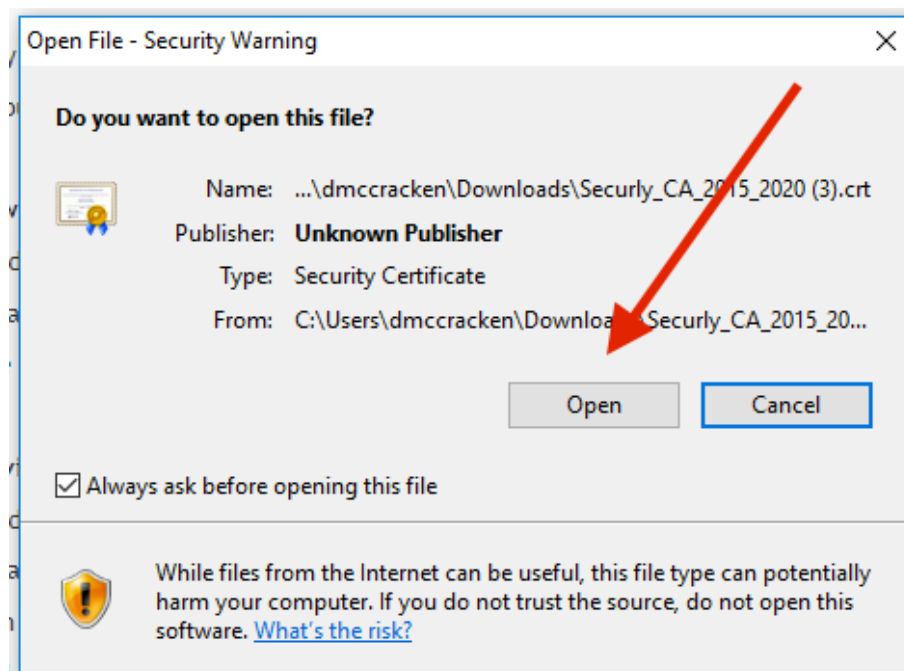 Open File - Security Warning
Do you want to open this file?
Name: ...\dmccracken\Downloads\Securly_CA_2015_2020 (3).crt
Publisher: Unknown Publisher
Type: Security Certificate
From: C:\Users\dmccracken\Downloa Securly_CA_2015_20...
Open Cancel
Always ask before opening this file
While files from the Internet can be useful, this file type can potentially
harm your computer. If you do not trust the source, do not open this
software. What's the risk?